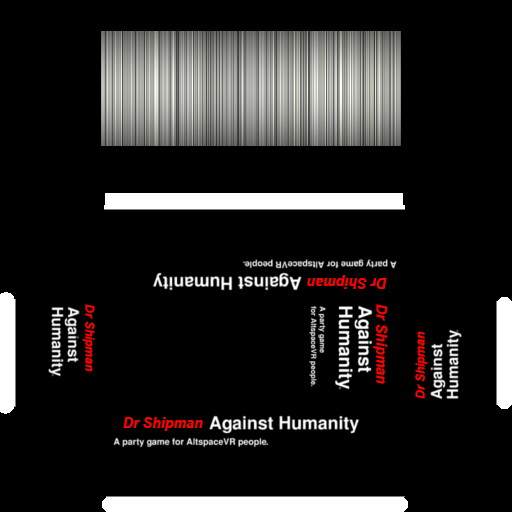 A party game for AltspaceVR people.
Dr Shipman Against Humanity
Dr Shipman
Against
Humanity
Dr Shipman
Against
Humanity
A party game
for AltspaceVR people.
Dr Shipman
Against
Humanity
Dr Shipman Against Humanity
A party game for AltspaceVR people.